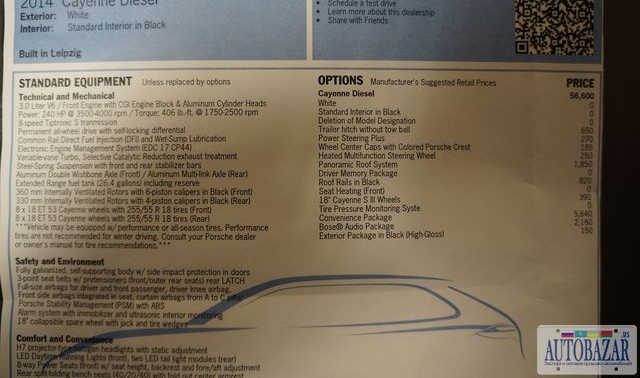 2014 Cayenne Diesel
Exterior: White
Interior: Standard Interior in Black
Built in Leipzig
• Schedule a test drive
• Learn more about this dealership
• Share with Friends
STANDARD EQUIPMENT Unless replaced by options
Technical and Mechanical
3.0 Liter V6 / Front Engine with CGI Engine Block & Aluminum Cylinder Heads
Power: 240 HP @ 3500-4000 rpm / Torque: 406 lb.-ft. @ 1750-2500 rpm
8-speed Tiptronic S tranmission
Permanent all-wheel drive with self-locking differential
Common Rail Direct Fuel Injection (DFI) and Wet-Sump Lubrication
Electronic Engine Management System (EDC 17 CP44)
Variable-vane Turbo, Selective Catalytic Reduction exhaust treatment
Steel-Spring Suspension with front and rear stabilizer bars
Aluminum Double Wishbone Axle (Front) / Aluminum Multi-link Axle (Rear)
Extended Range fuel tank (26.4 gallons) including reserve
360 mm Internally Ventilated Rotors with 6-piston calipers in Black (Front)
330 mm Internally Ventilated Rotors with 4-piston calipers in Black (Rear)
8 x 18 ET 53 Cayenne wheels with 255/55 R 18 tires (Front)
8 x 18 ET 53 Cayenne wheels with 255/55 R 18 tires (Rear)
***Vehicle may be equipped w/ performance or all-season tires. Performance
tires are not recommended for winter driving. Consult your Porsche dealer
or owner's manual for tire recommendations.***
Safety and Environment
Fully galvanized, self-supporting body w/ side impact protection in doors
3-point seat belts w/ pretensioners (front/outer rear seats) rear LATCH
Full-size airbags for driver and front passenger, driver knee airbag,
Front side airbags integrated in seat, curtain airbags from A to C pillar
Porsche Stability Management (PSM) with ABS
Alarm system with immobilizer and ultrasonic interior monitoring
18" collapsible spare wheel with jack and tire wedges
Comfort and Convenience
H7 projector-type halogen headlights with static adjustment
LED Daytime Running Lights (front), two LED tail light modules (rear)
8-way Power Seats (front) w/ seat height, backrest and fore/aft adjustment
Rear split-folding bench seats (40/20/40) with fold out center armrest
OPTIONS Manufacturer's Suggested Retail Prices PRICE
Cayenne Diesel 56,600
White 0
Standard Interior in Black 0
Deletion of Model Designation 0
Trailer hitch without tow ball 650
Power Steering Plus 270
Wheel Center Caps with Colored Porsche Crest 185
Heated Multifunction Steering Wheel 250
Panoramic Roof System 1,850
Driver Memory Package 0
Roof Rails in Black 820
Seat Heating (Front) 0
18" Cayenne S III Wheels 390
Tire Pressure Monitoring Syste 0
Convenience Package 5,640
Bose® Audio Package 2,160
Exterior Package in Black (High-Gloss) 150
.us
AUTOBAZAR